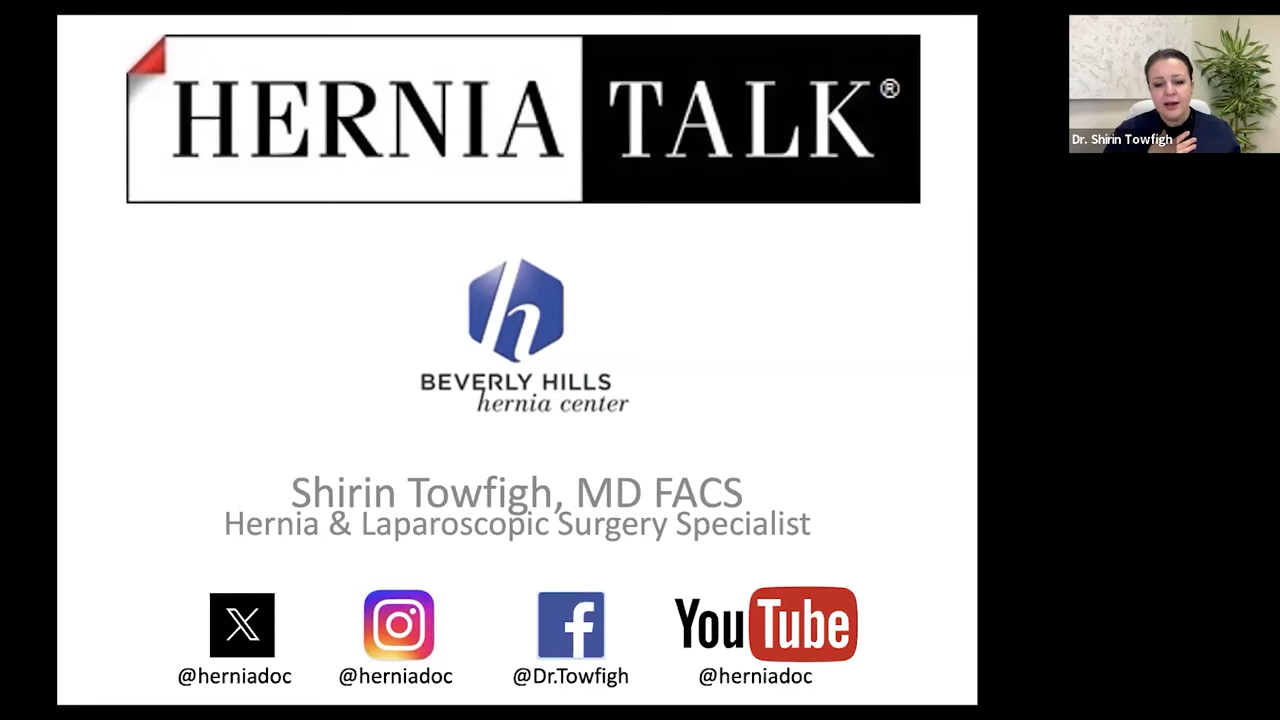 HERNIA TALK®
Dr. Shirin Towfigh
h
BEVERLY HILLS
hernia center
Shirin Towfigh, MD FACS
Hernia & Laparoscopic Surgery Specialist
X
f
YouTube
@herniadoc @herniadoc @Dr.Towfigh @herniadoc